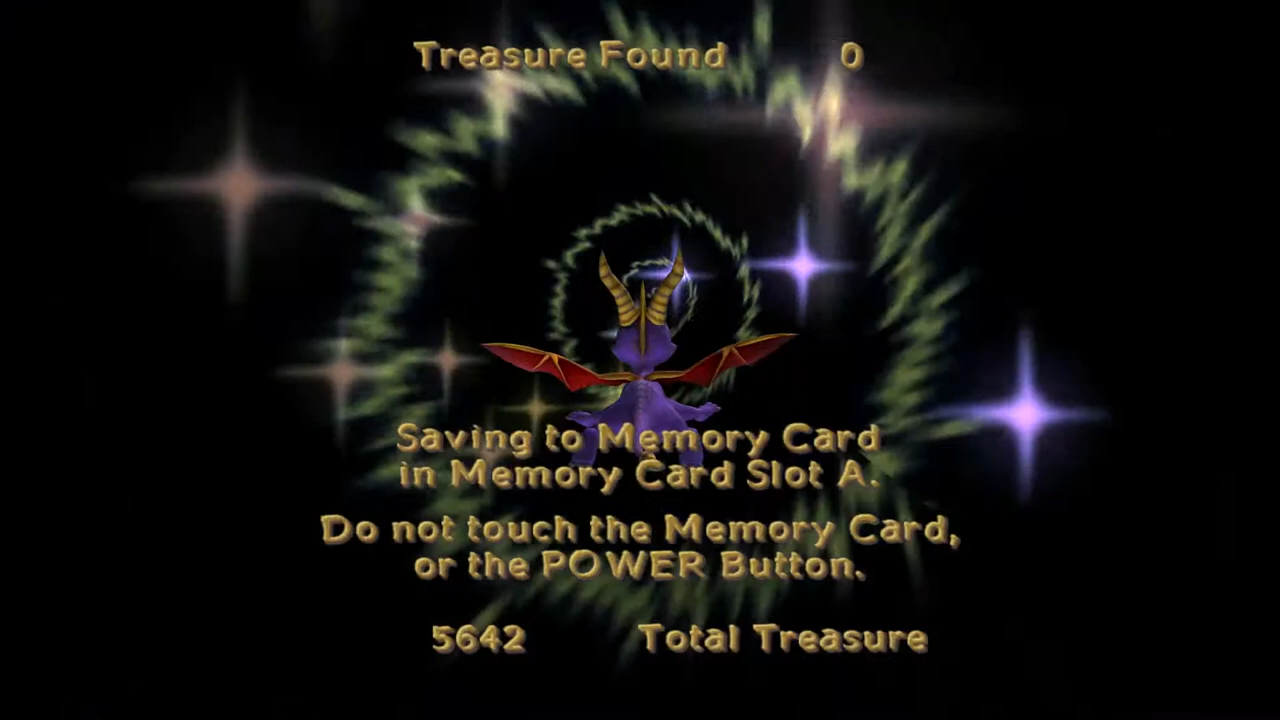 Treasure Found 0
Saving to Memory Card
in Memory Card Slot A.
Do not touch the Memory Card,
or the POWER Button.
5642 Total Treasure